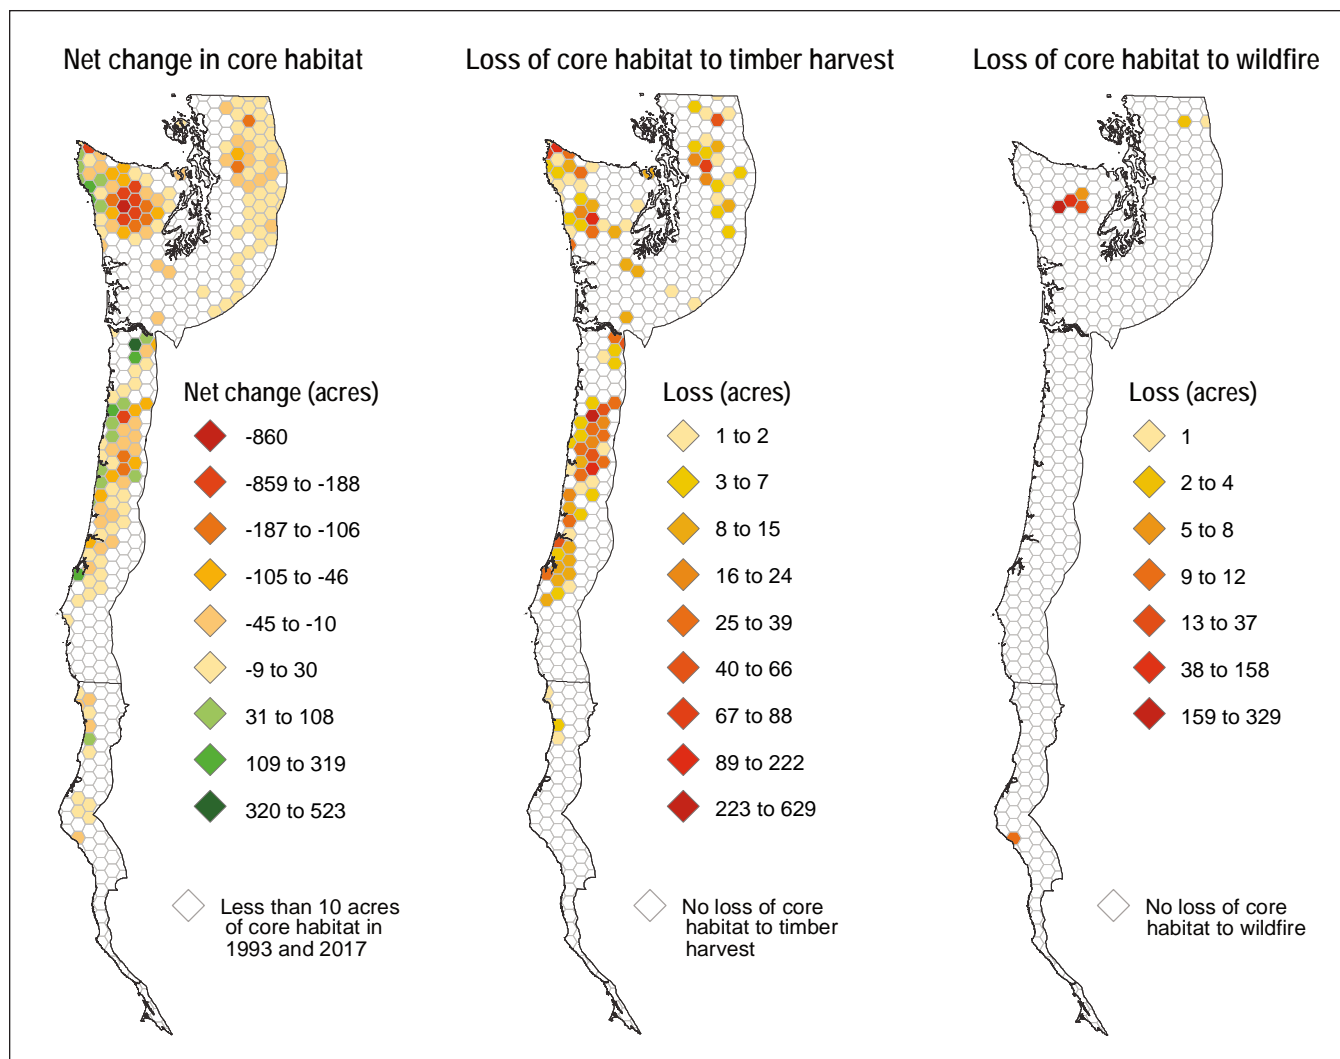 Net change in core habitat
Loss of core habitat to timber harvest
Loss of core habitat to wildfire
Net change (acres)
-860
-859 to -188
-187 to -106
-105 to -46
-45 to -10
-9 to 30
31 to 108
109 to 319
320 to 523
Less than 10 acres
of core habitat in
1993 and 2017
Loss (acres)
1 to 2
3 to 7
8 to 15
16 to 24
25 to 39
40 to 66
67 to 88
89 to 222
223 to 629
No loss of core
habitat to timber
harvest
Loss (acres)
1
2 to 4
5 to 8
9 to 12
13 to 37
38 to 158
159 to 329
No loss of core
habitat to wildfire